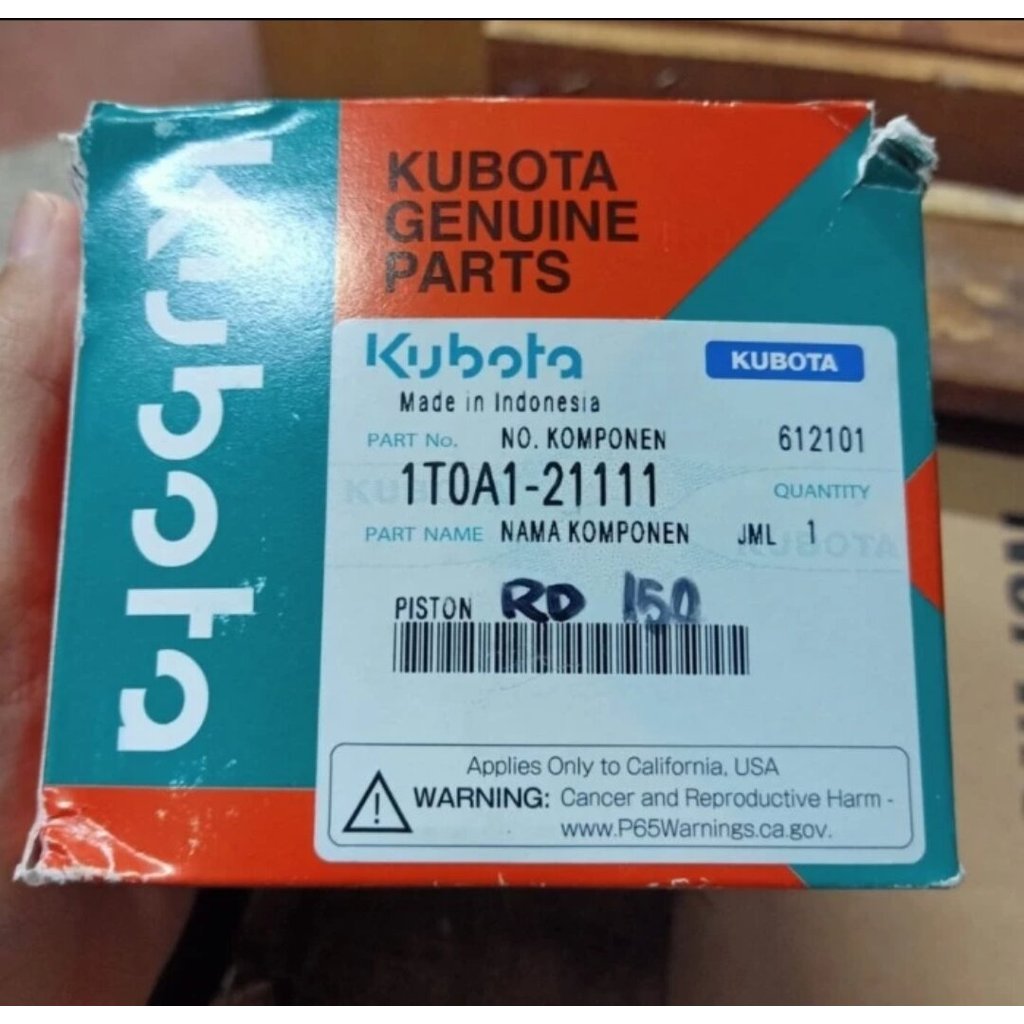 Kubota
KUBOTA
GENUINE
PARTS
Kubota
KUBOTA
Made in Indonesia
PART No. NO. KOMPONEN 612101
1T0A1-21111 QUANTITY
PART NAME NAMA KOMPONEN JML 1
PISTON RD 150
Applies Only to California, USA
WARNING: Cancer and Reproductive Harm -
www.P65Warnings.ca.gov.